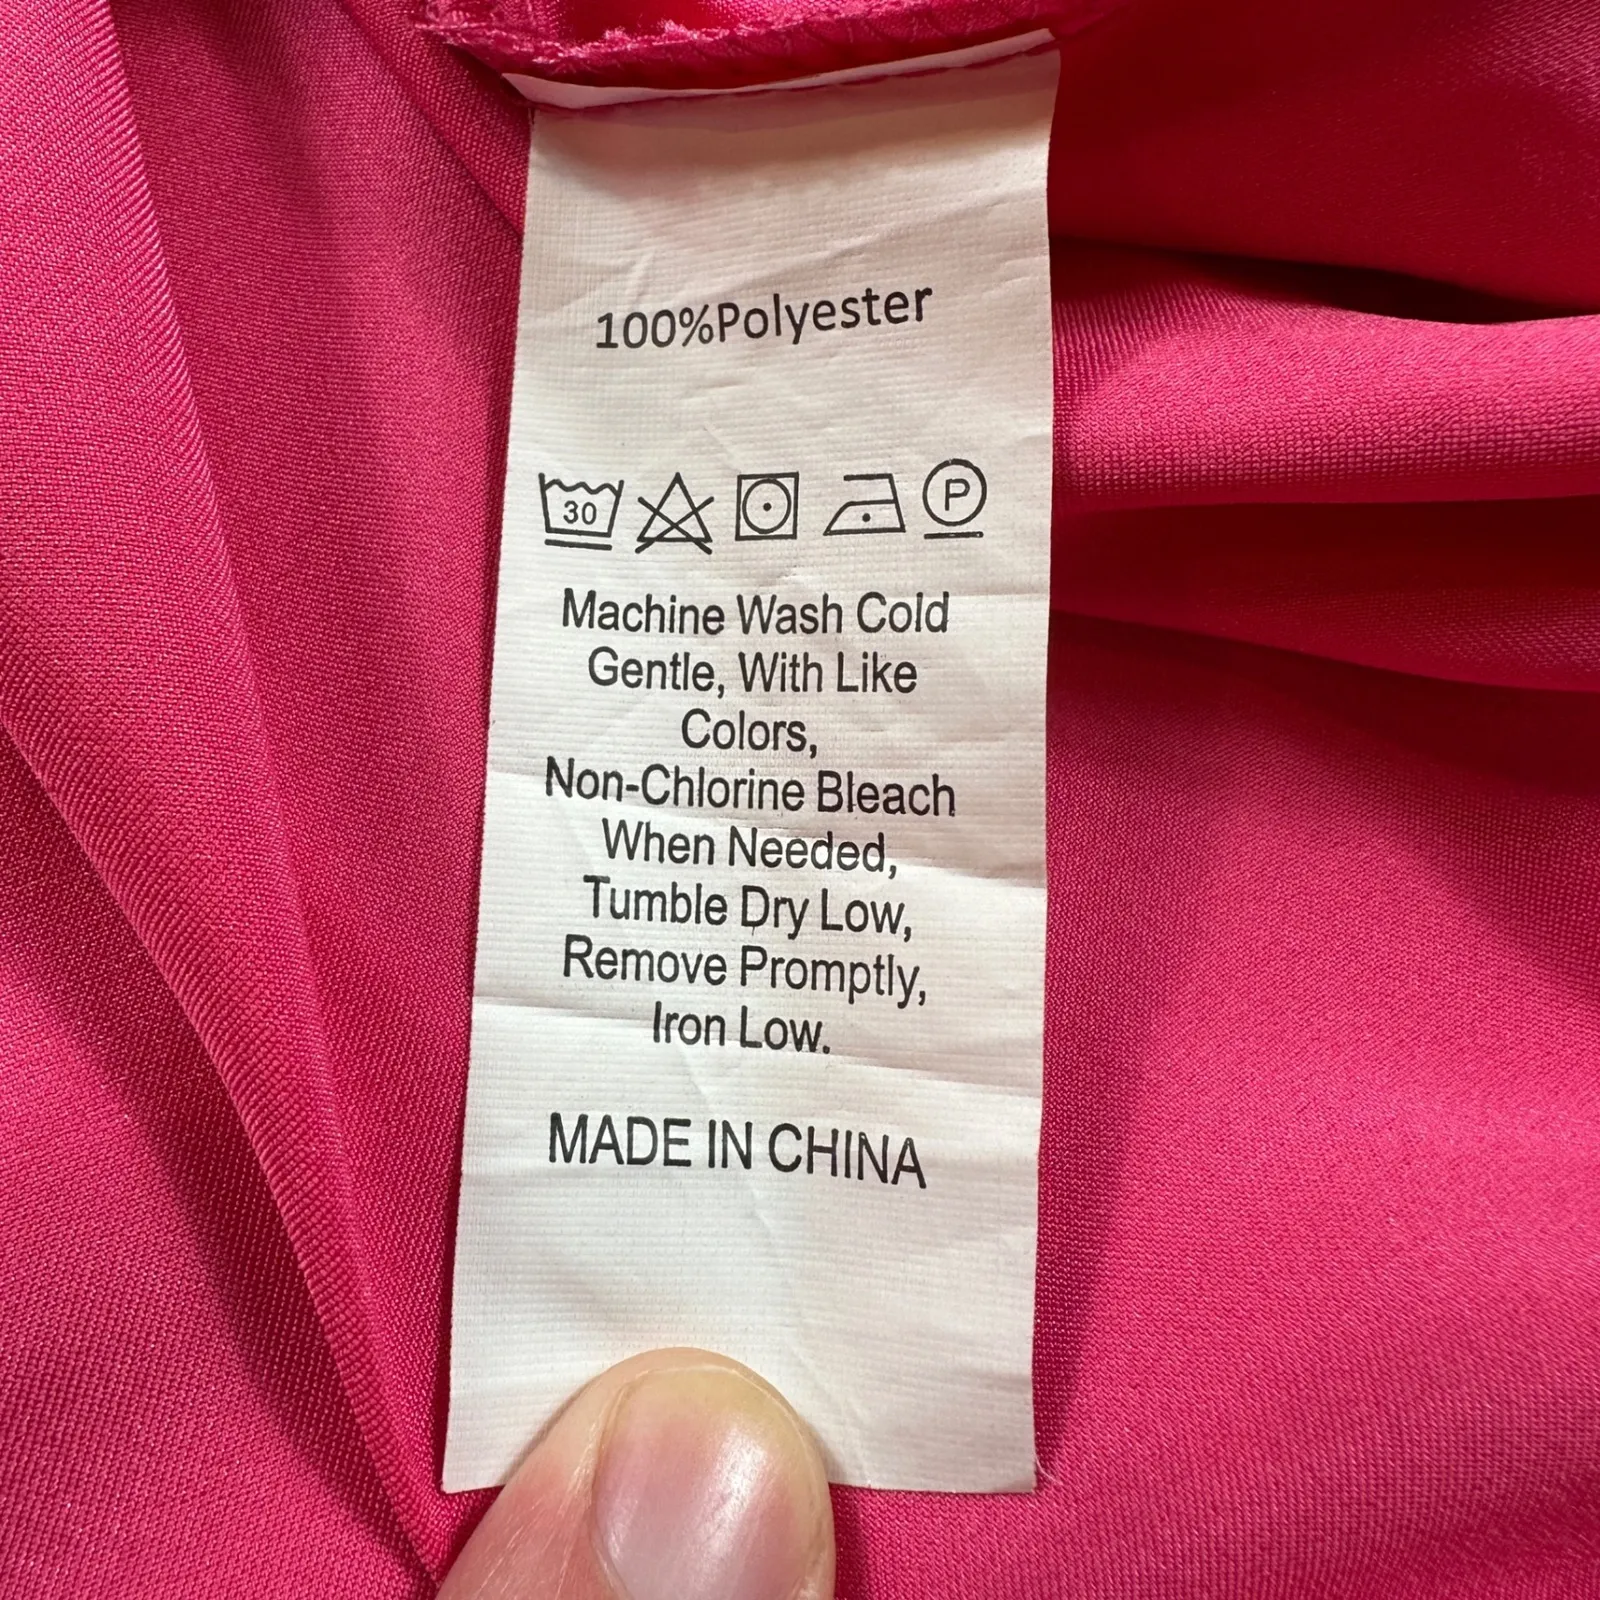 100%Polyester
30 P
Machine Wash Cold
Gentle, With Like
Colors,
Non-Chlorine Bleach
When Needed,
Tumble Dry Low,
Remove Promptly,
Iron Low.
MADE IN CHINA